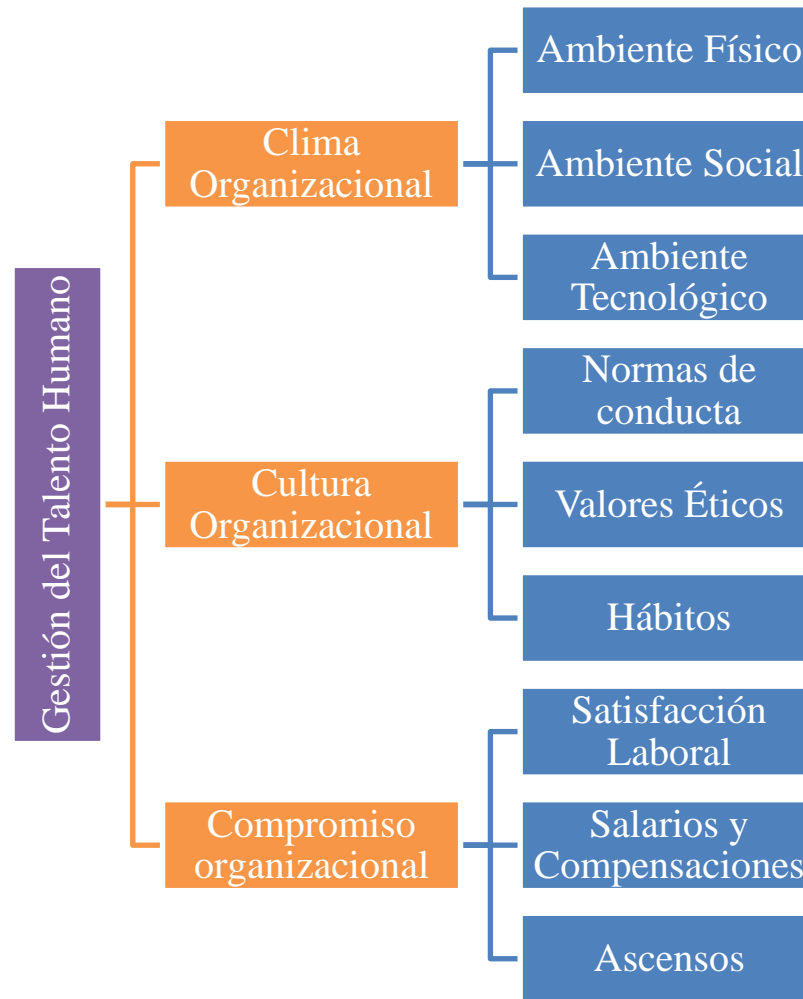 Gestión del Talento Humano
Clima
Organizacional
Ambiente Físico
Ambiente Social
Ambiente
Tecnológico
Cultura
Organizacional
Normas de
conducta
Valores Éticos
Hábitos
Compromiso
organizacional
Satisfacción
Laboral
Salarios y
Compensaciones
Ascensos